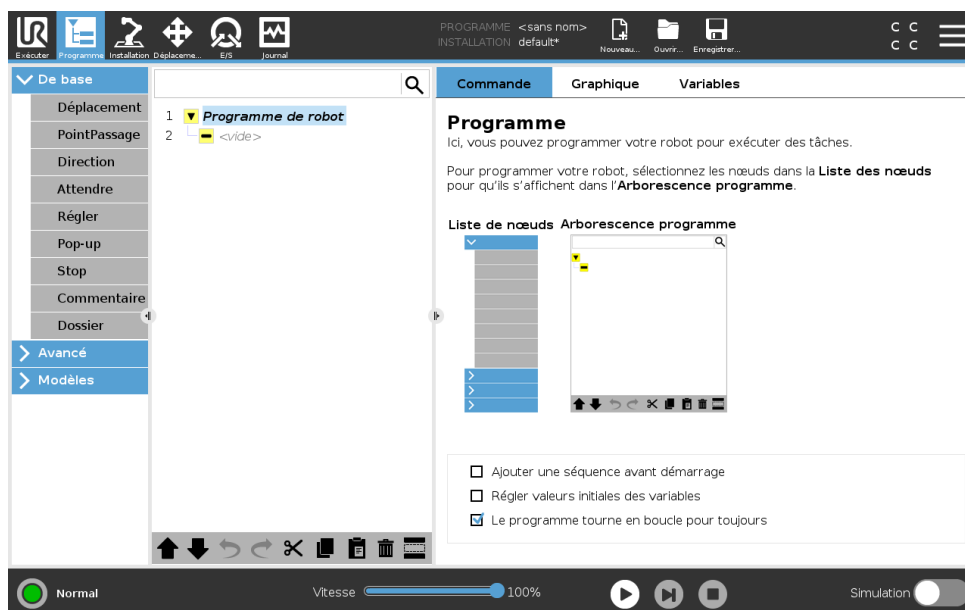 UR
PROGRAMME <sans nom>
INSTALLATION default*
C C
C C
Exécuter Programme Installation Déplaceme... E/S Journal
Nouveau... Ouvrir... Enregistrer...
De base
Déplacement
PointPassage
Direction
Attendre
Régler
Pop-up
Stop
Commentaire
Dossier
Avancé
Modèles
1 Programme de robot
2 <vide>
Commande Graphique Variables
Programme
Ici, vous pouvez programmer votre robot pour exécuter des tâches.
Pour programmer votre robot, sélectionnez les nœuds dans la Liste des nœuds
pour qu'ils s'affichent dans l'Arborescence programme.
Liste de nœuds Arborescence programme
Ajouter une séquence avant démarrage
Régler valeurs initiales des variables
Le programme tourne en boucle pour toujours
Normal
Vitesse 100%
Simulation